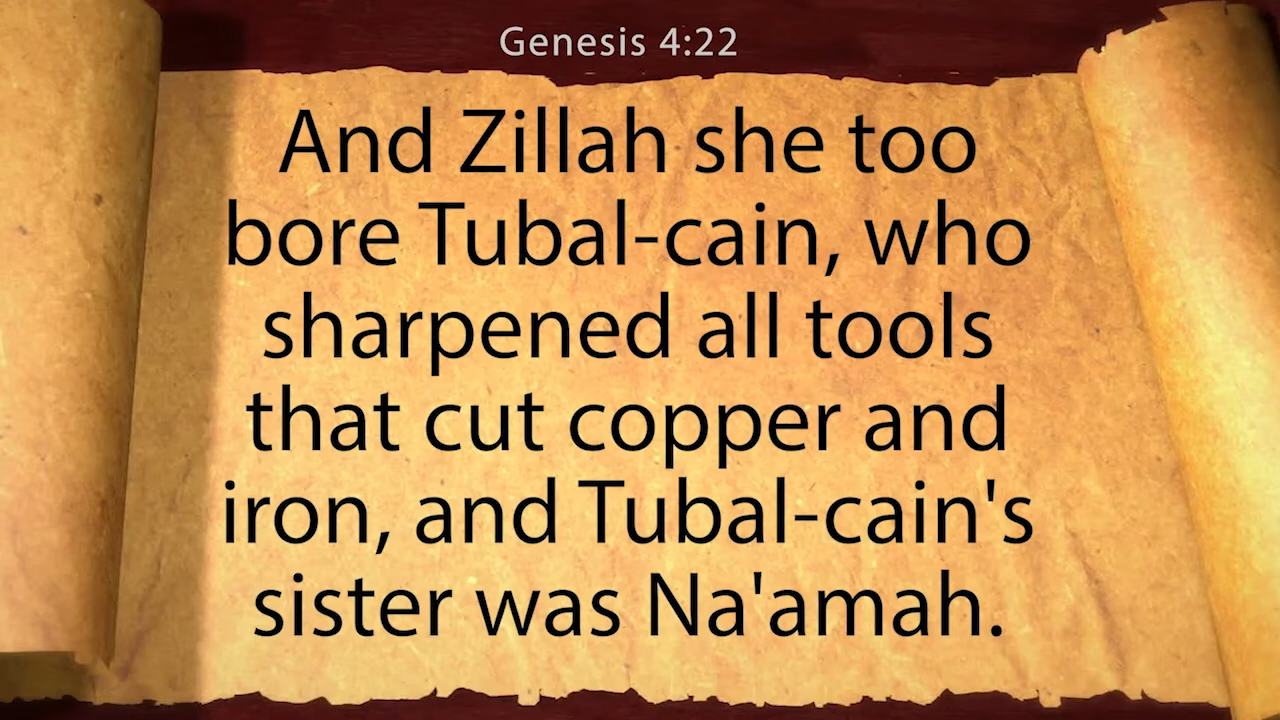 Genesis 4:22
And Zillah she too
bore Tubal-cain, who
sharpened all tools
that cut copper and
iron, and Tubal-cain's
sister was Na'amah.